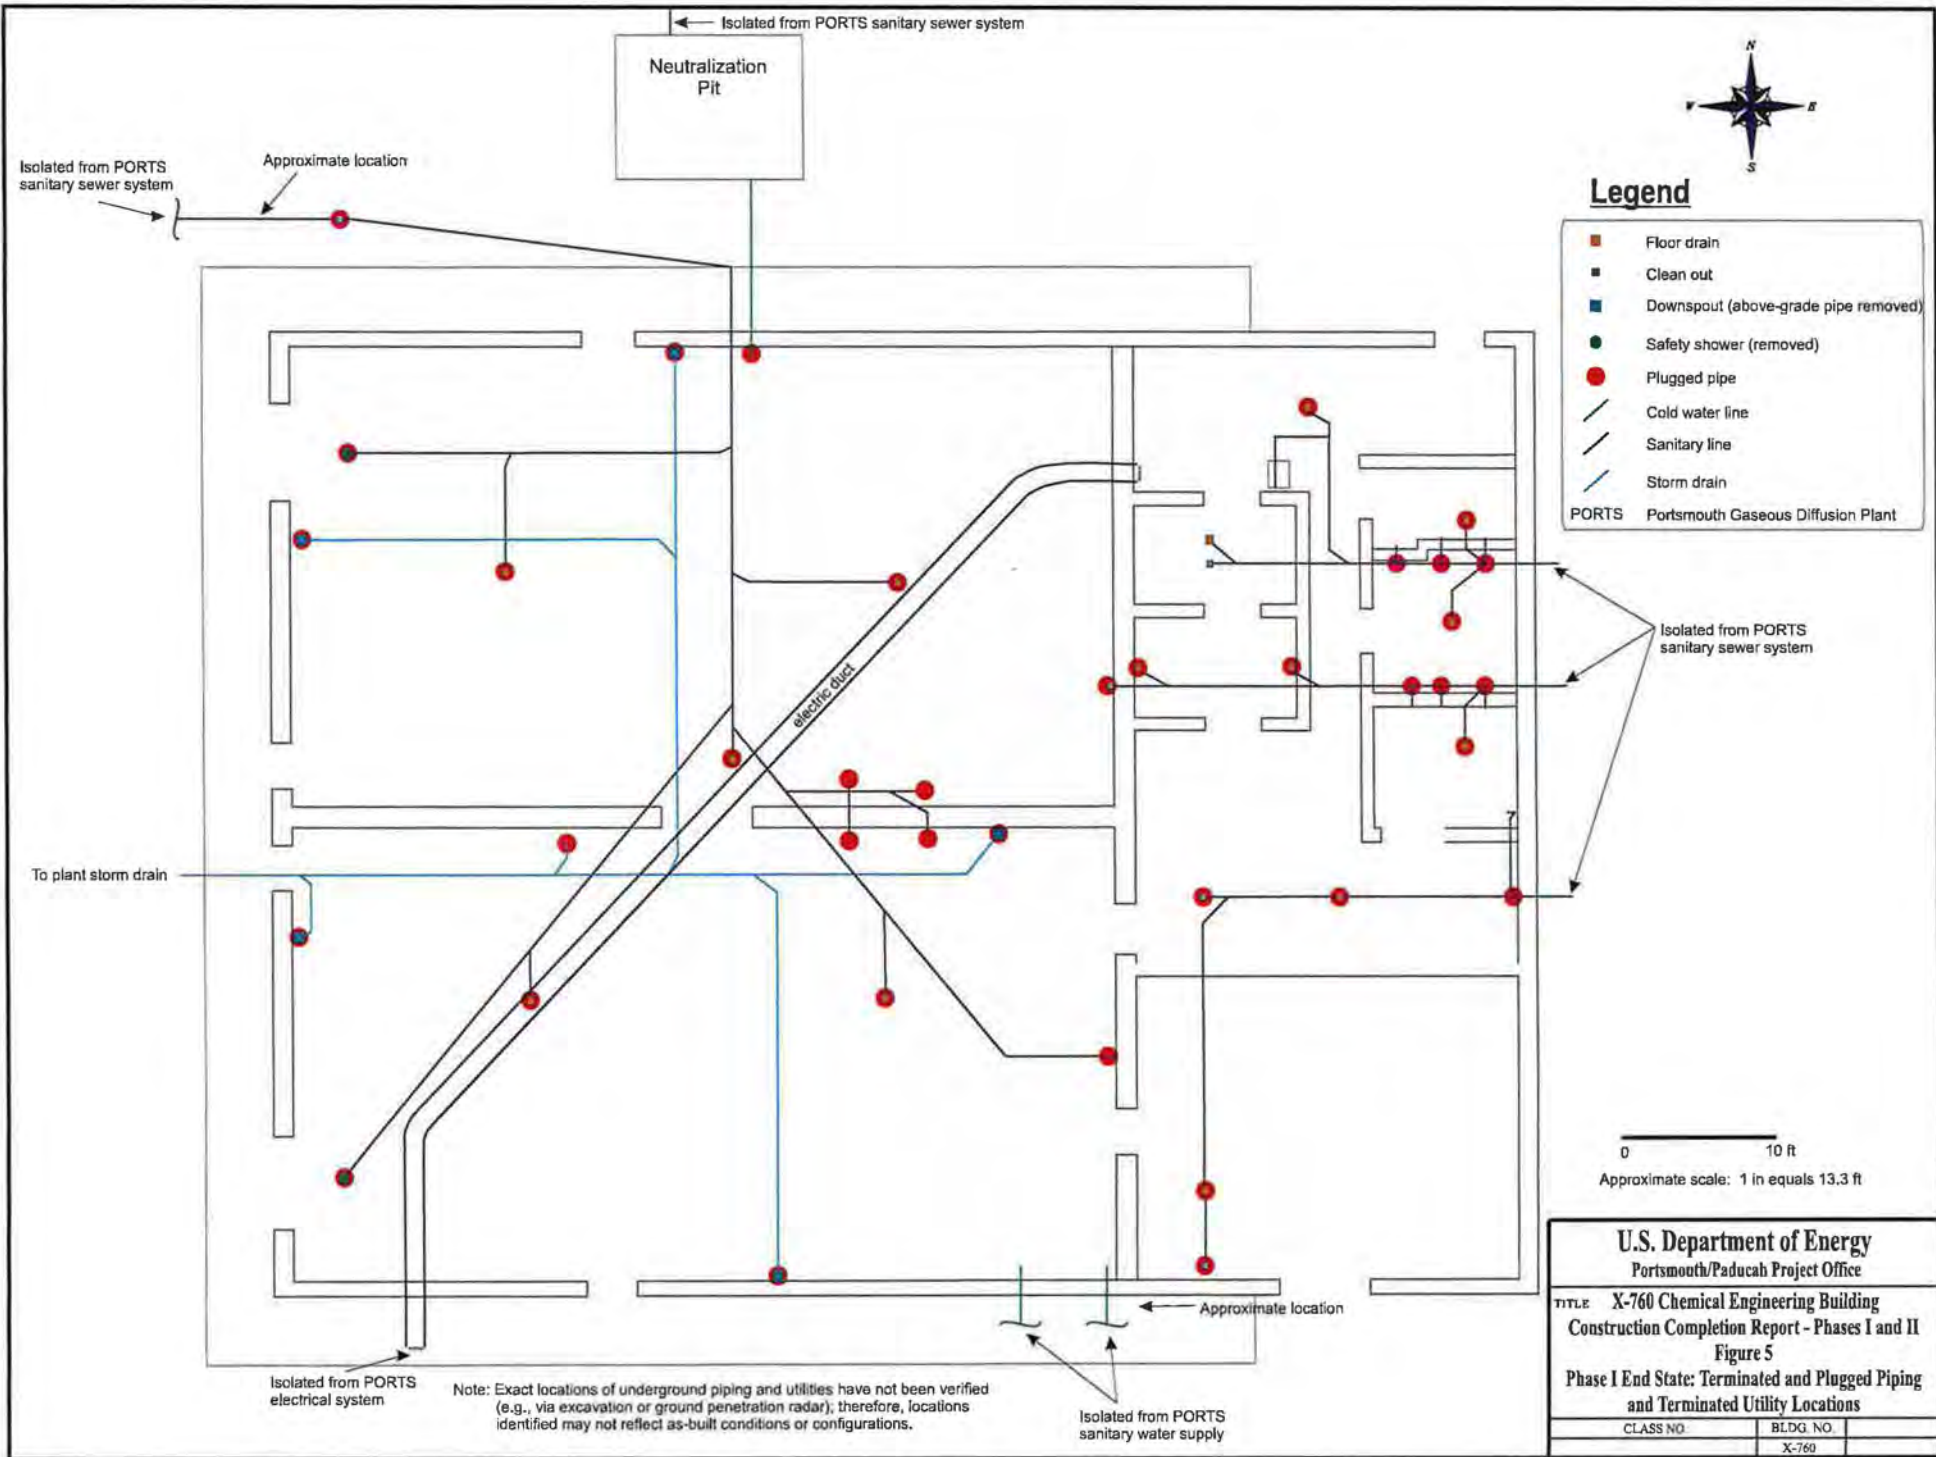 Isolated from PORTS sanitary sewer system
Neutralization
Pit
N
W
E
S
Isolated from PORTS
sanitary sewer system
Approximate location
Legend
Floor drain
Clean out
Downspout (above-grade pipe removed)
Safety shower (removed)
Plugged pipe
Cold water line
Sanitary line
Storm drain
PORTS Portsmouth Gaseous Diffusion Plant
Isolated from PORTS
sanitary sewer system
electric duct
To plant storm drain
0 10 ft
Approximate scale: 1 in equals 13.3 ft
Approximate location
Isolated from PORTS
electrical system
Note: Exact locations of underground piping and utilities have not been verified
(e.g., via excavation or ground penetration radar); therefore, locations
identified may not reflect as-built conditions or configurations.
Isolated from PORTS
sanitary water supply
U.S. Department of Energy
Portsmouth/Paducah Project Office
TITLE X-760 Chemical Engineering Building
Construction Completion Report - Phases I and II
Figure 5
Phase I End State: Terminated and Plugged Piping
and Terminated Utility Locations
CLASS NO. BLDG. NO.
X-760